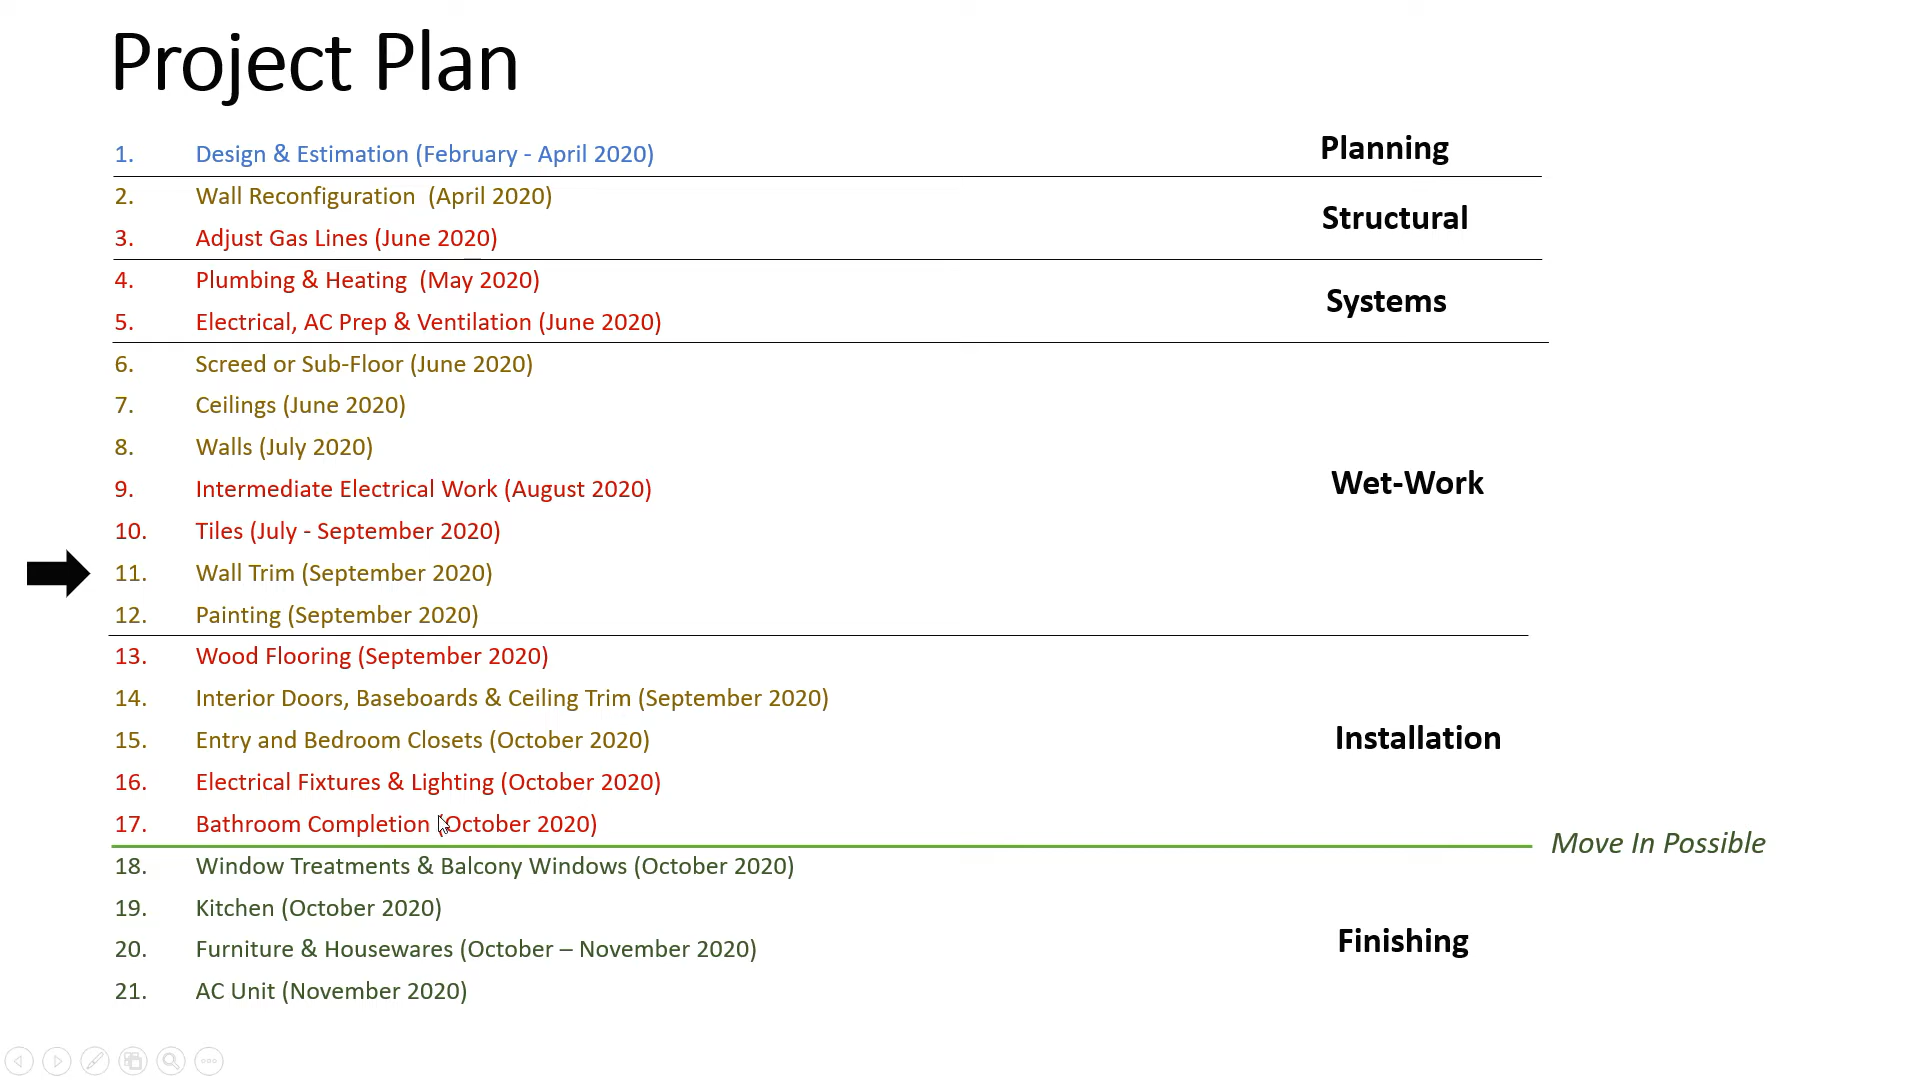 Project Plan
1. Design & Estimation (February - April 2020)
Planning
2. Wall Reconfiguration (April 2020)
Structural
3. Adjust Gas Lines (June 2020)
4. Plumbing & Heating (May 2020)
Systems
5. Electrical, AC Prep & Ventilation (June 2020)
6. Screed or Sub-Floor (June 2020)
7. Ceilings (June 2020)
8. Walls (July 2020)
Wet-Work
9. Intermediate Electrical Work (August 2020)
10. Tiles (July - September 2020)
11. Wall Trim (September 2020)
12. Painting (September 2020)
13. Wood Flooring (September 2020)
14. Interior Doors, Baseboards & Ceiling Trim (September 2020)
15. Entry and Bedroom Closets (October 2020)
Installation
16. Electrical Fixtures & Lighting (October 2020)
17. Bathroom Completion (October 2020)
Move In Possible
18. Window Treatments & Balcony Windows (October 2020)
19. Kitchen (October 2020)
Finishing
20. Furniture & Housewares (October – November 2020)
21. AC Unit (November 2020)